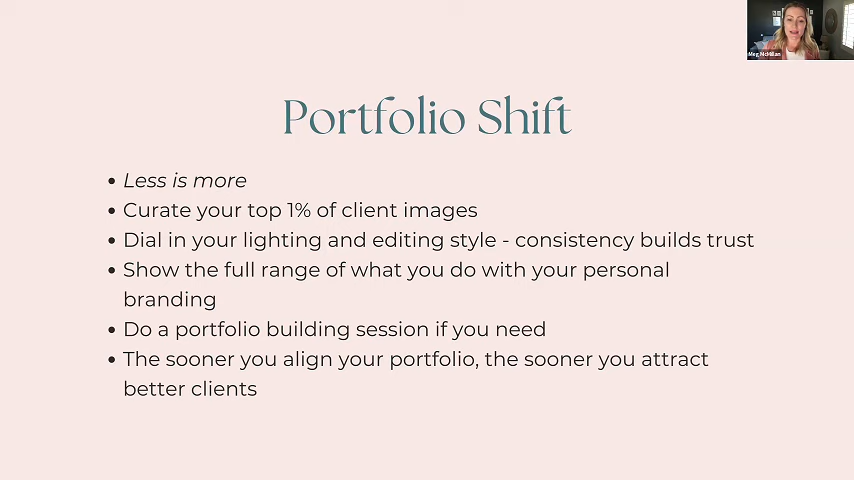 Meg McMillan
Portfolio Shift
• Less is more
• Curate your top 1% of client images
• Dial in your lighting and editing style - consistency builds trust
• Show the full range of what you do with your personal
branding
• Do a portfolio building session if you need
• The sooner you align your portfolio, the sooner you attract
better clients